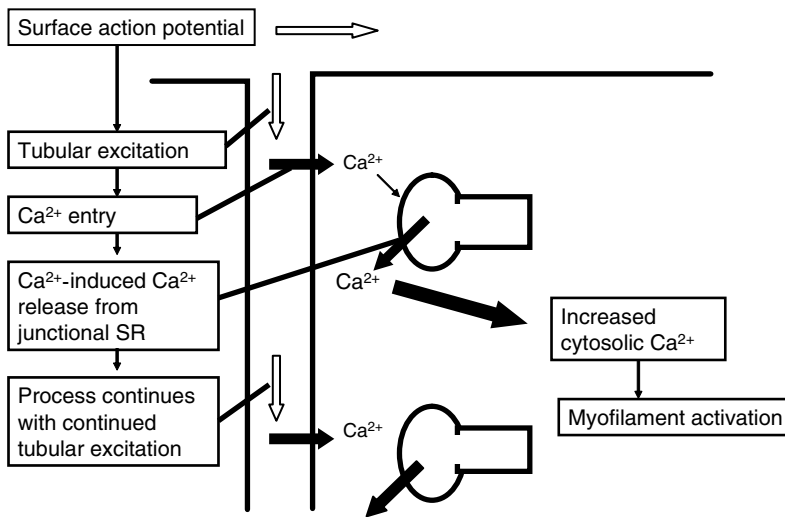 Surface action potential
Tubular excitation
Ca²⁺ entry
Ca²⁺-induced Ca²⁺
release from
junctional SR
Process continues
with continued
tubular excitation
Ca²⁺
Ca²⁺
Increased
cytosolic Ca²⁺
Myofilament activation
Ca²⁺